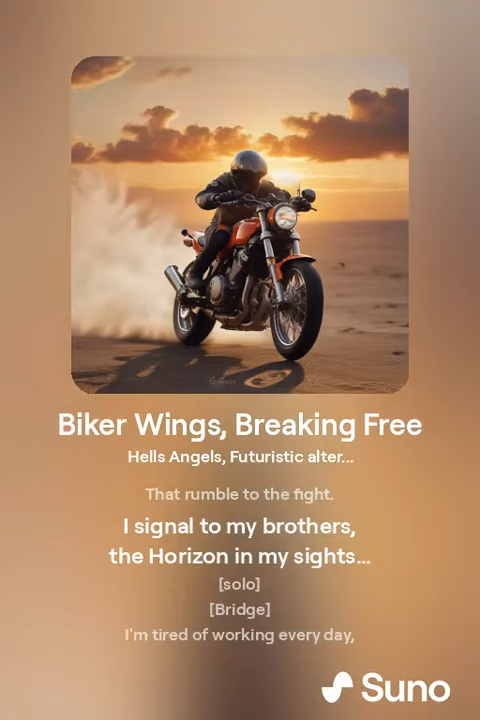 Biker Wings, Breaking Free
Hells Angels, Futuristic alter...
That rumble to the fight.
I signal to my brothers,
the Horizon in my sights...
[solo]
[Bridge]
I'm tired of working every day,
Suno